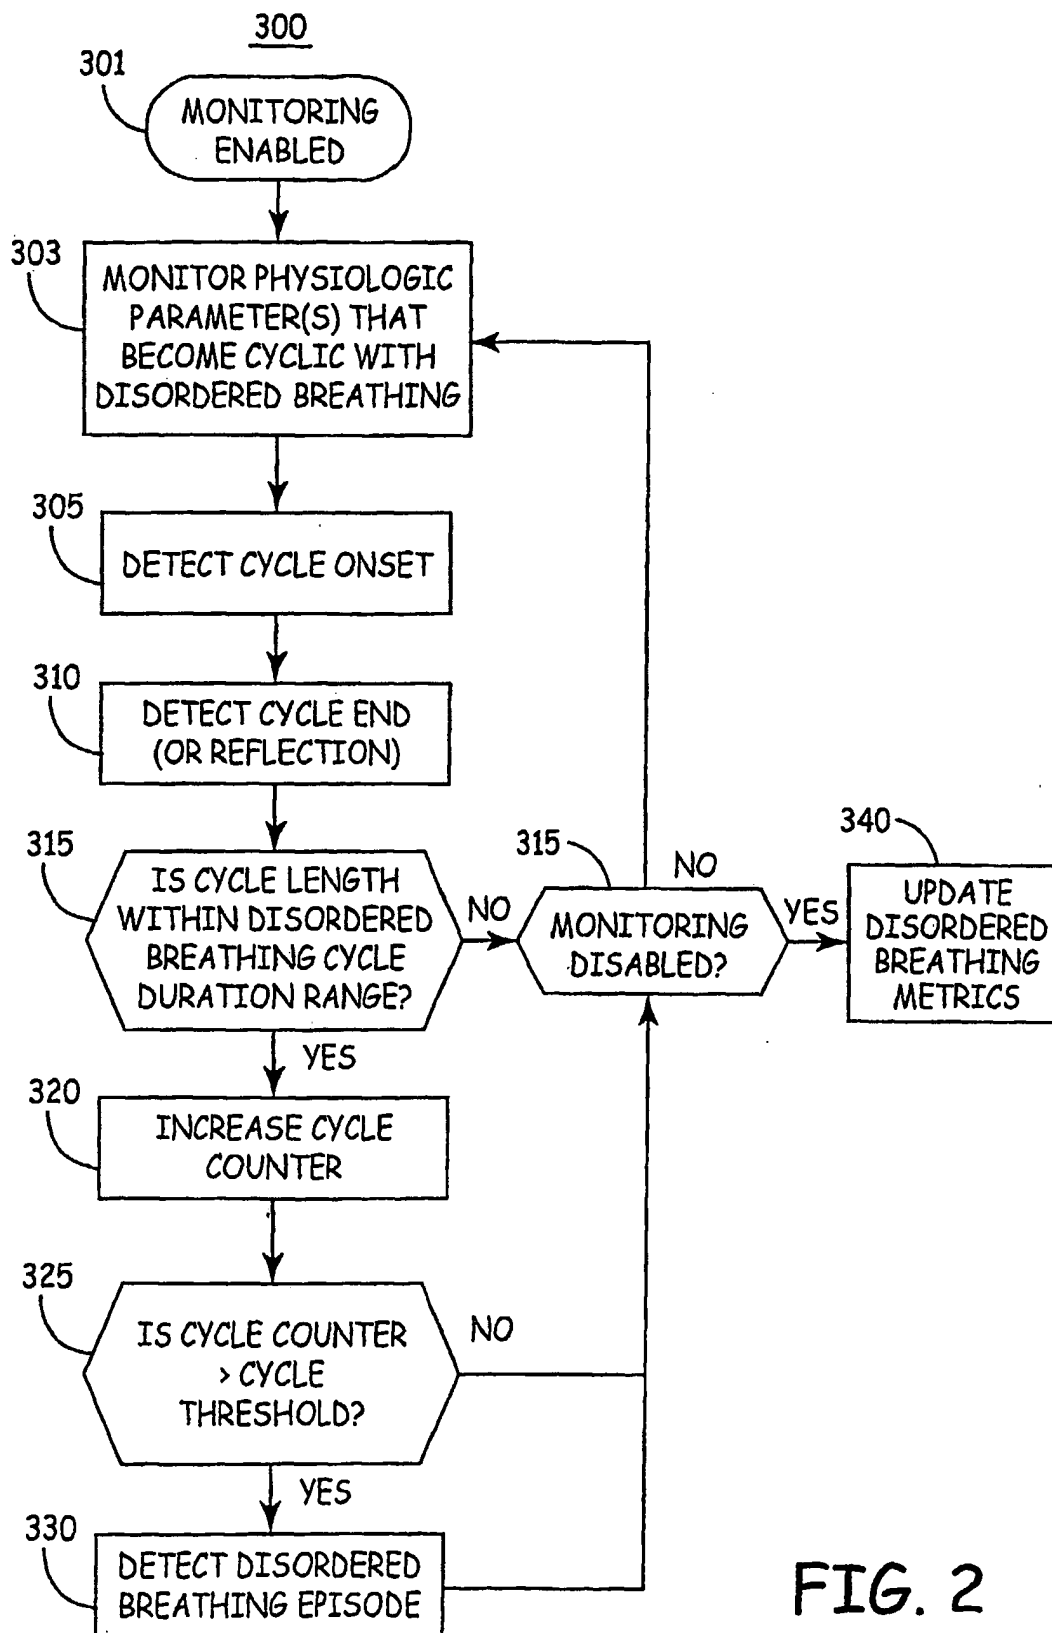 300
301
MONITORING
ENABLED
303
MONITOR PHYSIOLOGIC
PARAMETER(S) THAT
BECOME CYCLIC WITH
DISORDERED BREATHING
305
DETECT CYCLE ONSET
310
DETECT CYCLE END
(OR REFLECTION)
315
IS CYCLE LENGTH
WITHIN DISORDERED
BREATHING CYCLE
DURATION RANGE?
NO
315
MONITORING
DISABLED?
NO
YES
340
UPDATE
DISORDERED
BREATHING
METRICS
YES
320
INCREASE CYCLE
COUNTER
325
IS CYCLE COUNTER
> CYCLE
THRESHOLD?
NO
YES
330
DETECT DISORDERED
BREATHING EPISODE
FIG. 2